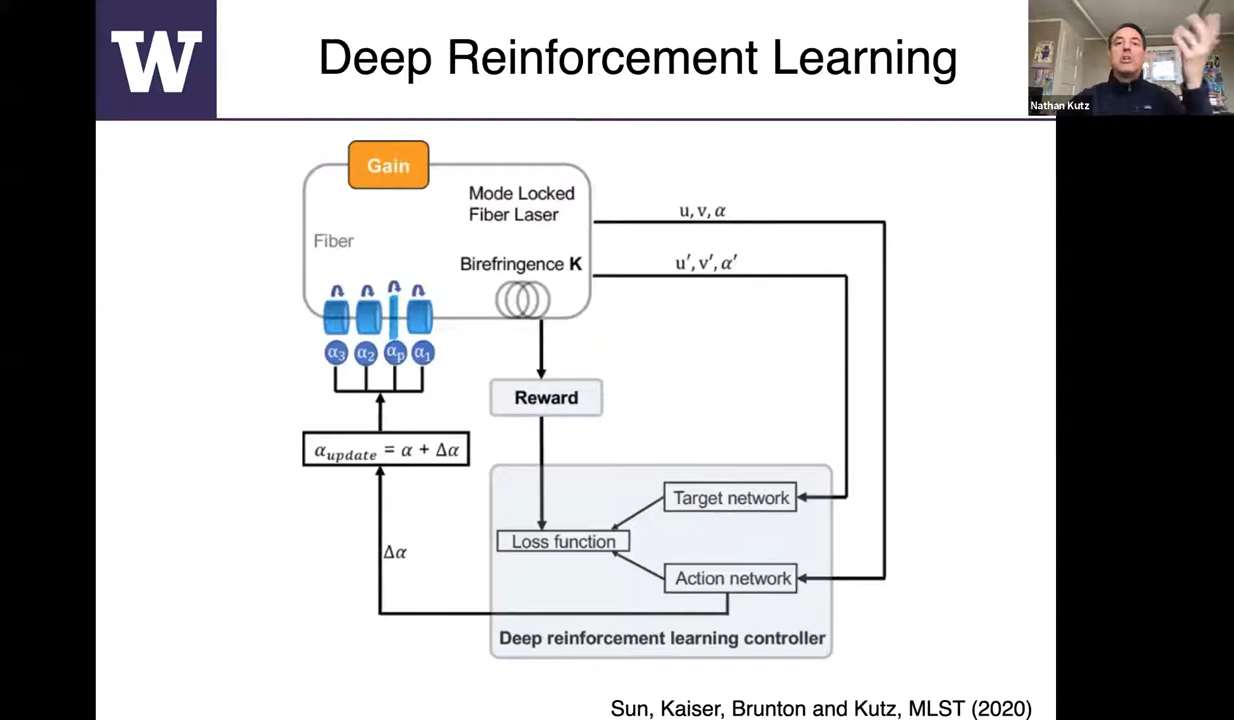 W
Deep Reinforcement Learning
Nathan Kutz
Gain
Mode Locked
Fiber Laser
Fiber
Birefringence K
u, v, α
u′, v′, α′
α₃ α₂ αₚ α₁
Reward
α_update = α + Δα
Target network
Loss function
Δα
Action network
Deep reinforcement learning controller
Sun, Kaiser, Brunton and Kutz, MLST (2020)